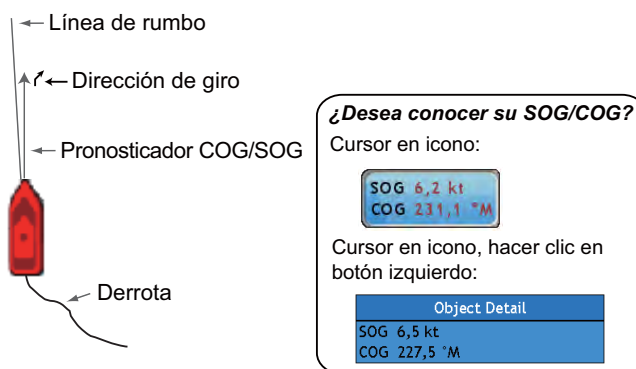 Línea de rumbo
Dirección de giro
Pronosticador COG/SOG
Derrota
¿Desea conocer su SOG/COG?
Cursor en icono:
SOG 6,2 kt
COG 231,1 °M
Cursor en icono, hacer clic en
botón izquierdo:
Object Detail
SOG 6,5 kt
COG 227,5 °M